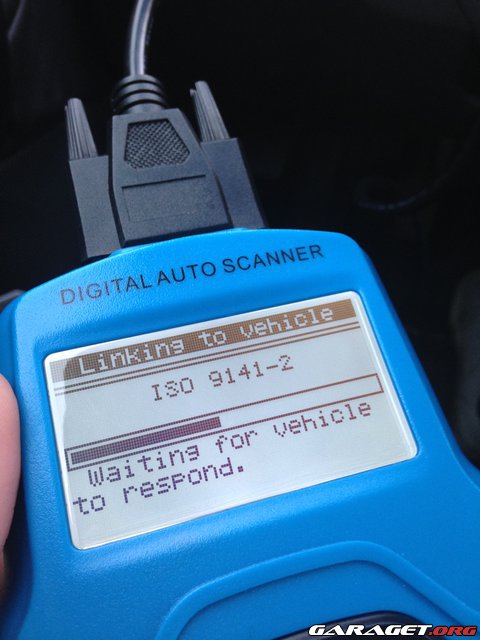 DIGITAL AUTO SCANNER
Linking to vehicle
ISO 9141-2
Waiting for vehicle
to respond.
GARAGET.ORG